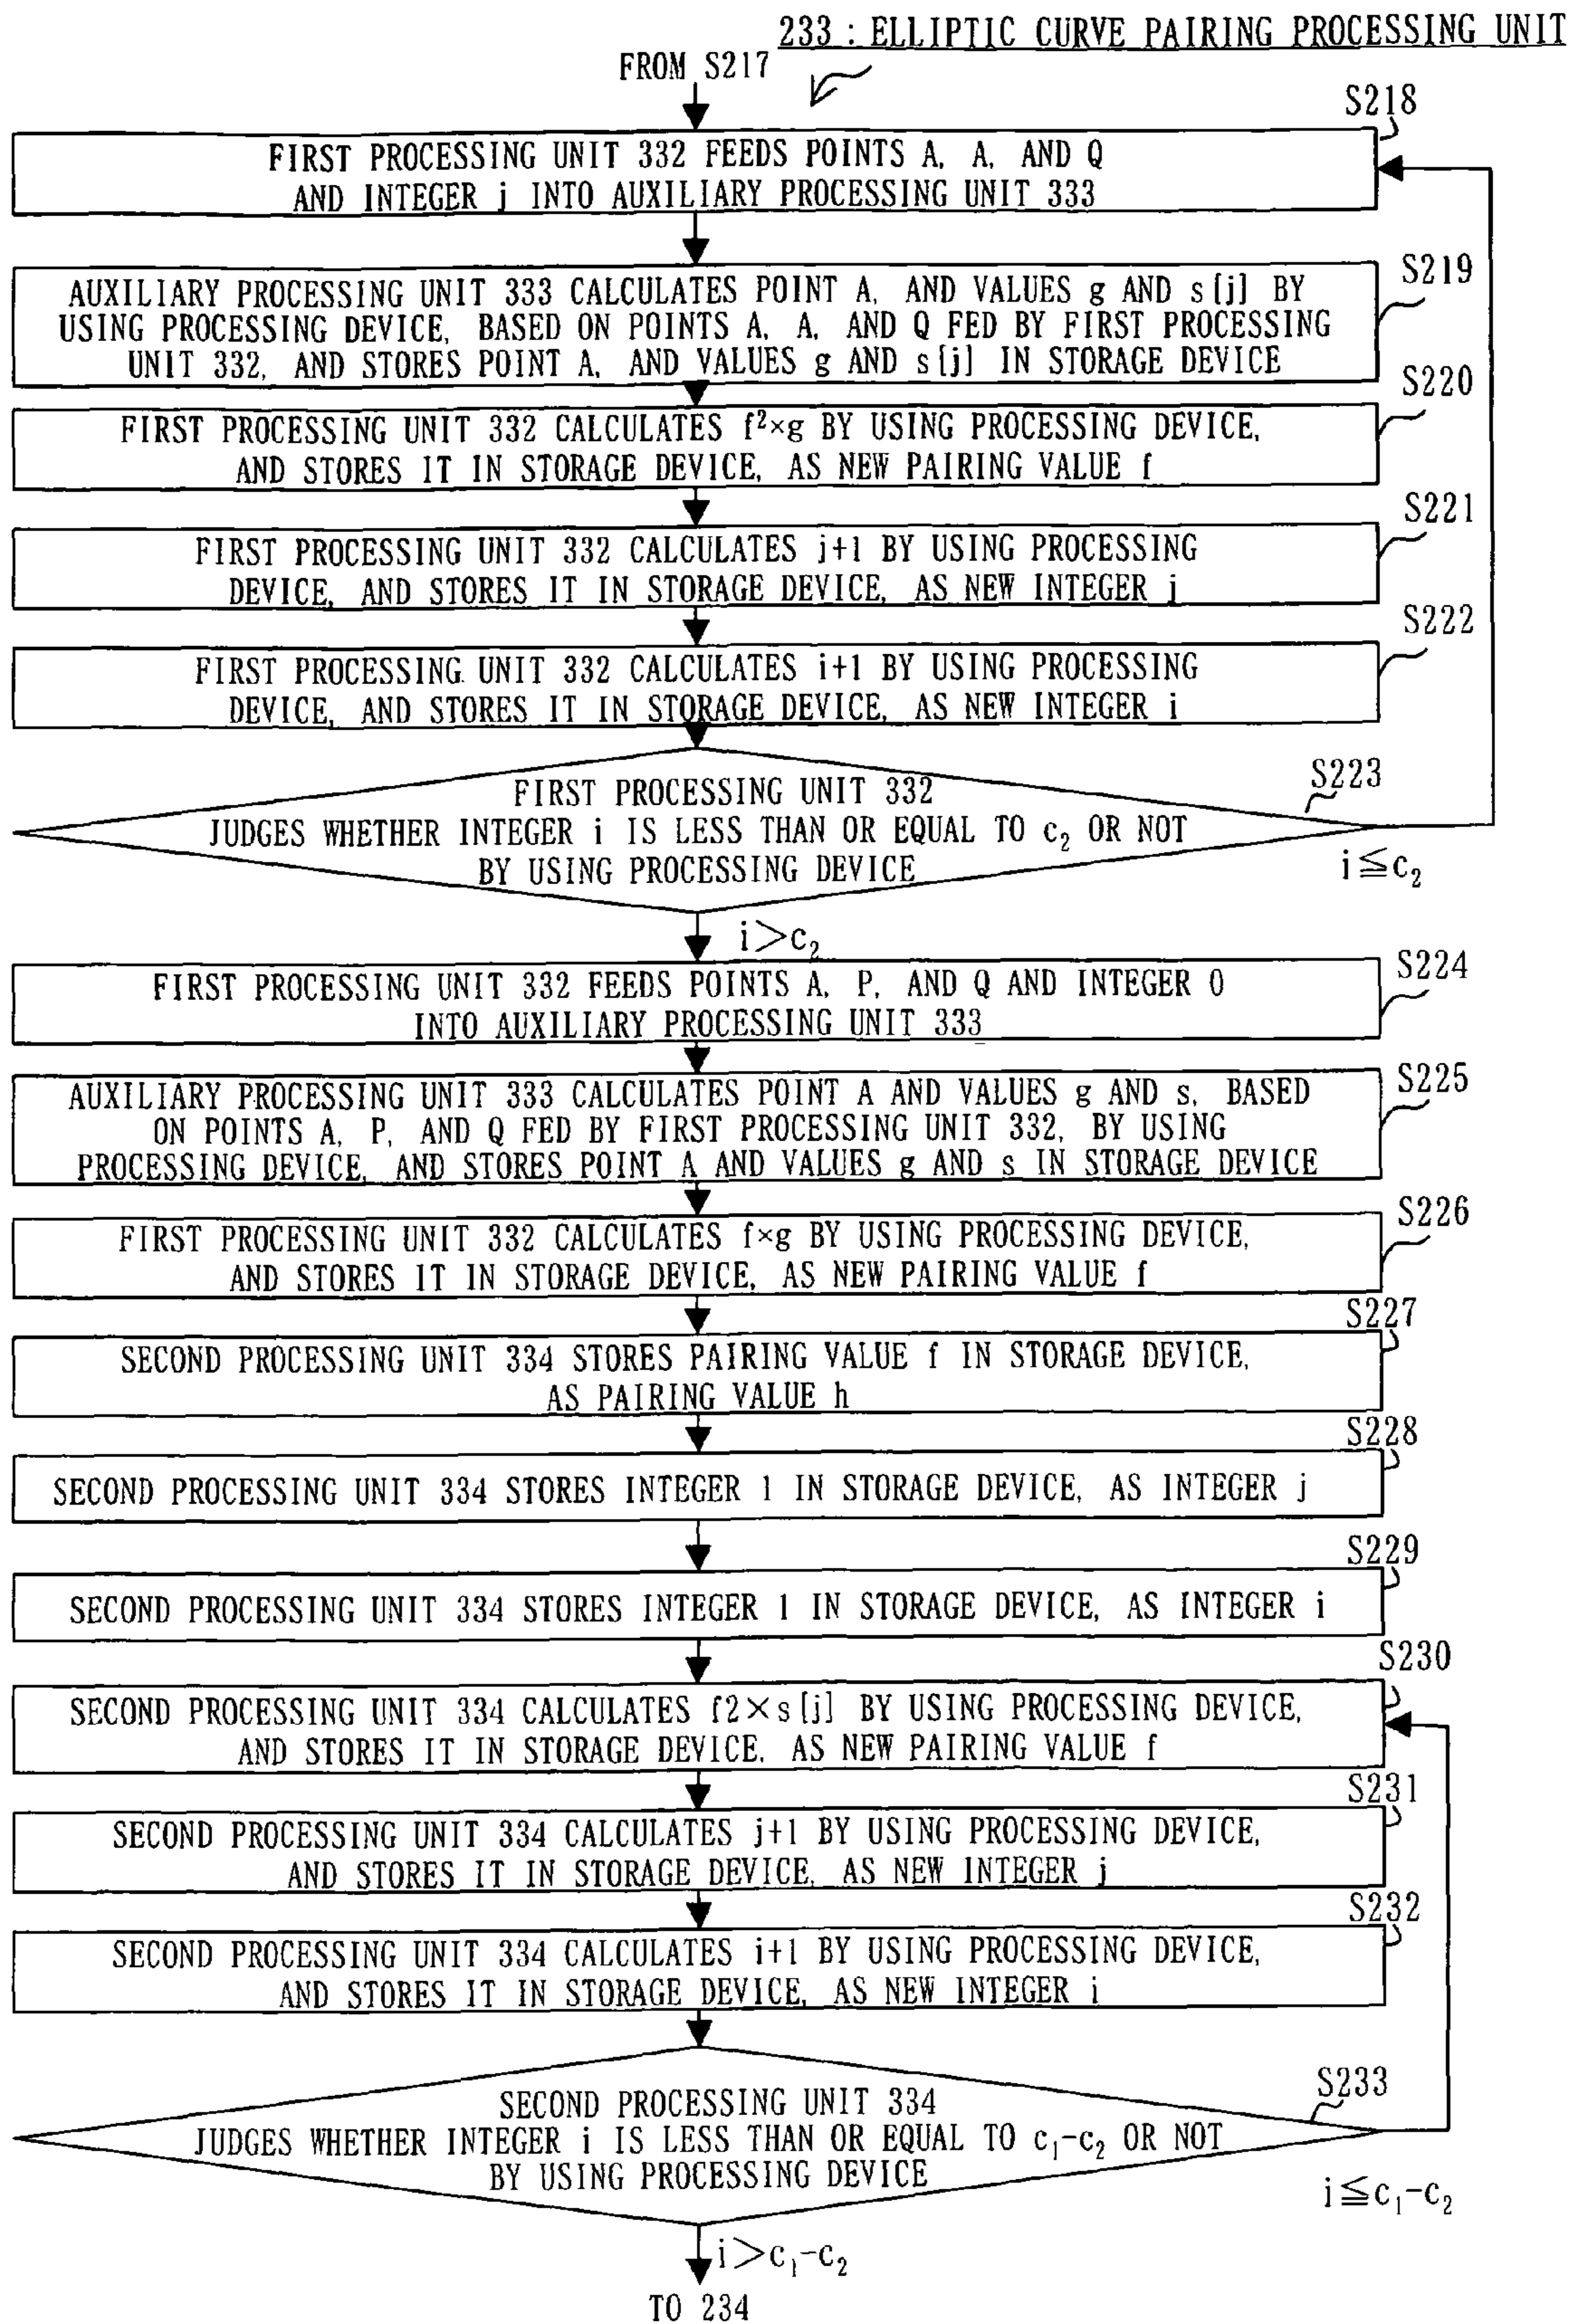 233 : ELLIPTIC CURVE PAIRING PROCESSING UNIT
FROM S217
S218
FIRST PROCESSING UNIT 332 FEEDS POINTS A, A, AND Q
AND INTEGER j INTO AUXILIARY PROCESSING UNIT 333
S219
AUXILIARY PROCESSING UNIT 333 CALCULATES POINT A, AND VALUES g AND s[j] BY
USING PROCESSING DEVICE, BASED ON POINTS A, A, AND Q FED BY FIRST PROCESSING
UNIT 332, AND STORES POINT A, AND VALUES g AND s[j] IN STORAGE DEVICE
S220
FIRST PROCESSING UNIT 332 CALCULATES f²×g BY USING PROCESSING DEVICE,
AND STORES IT IN STORAGE DEVICE, AS NEW PAIRING VALUE f
S221
FIRST PROCESSING UNIT 332 CALCULATES j+1 BY USING PROCESSING
DEVICE, AND STORES IT IN STORAGE DEVICE, AS NEW INTEGER j
S222
FIRST PROCESSING UNIT 332 CALCULATES i+1 BY USING PROCESSING
DEVICE, AND STORES IT IN STORAGE DEVICE, AS NEW INTEGER i
S223
FIRST PROCESSING UNIT 332
JUDGES WHETHER INTEGER i IS LESS THAN OR EQUAL TO c₂ OR NOT
BY USING PROCESSING DEVICE
i≦c₂
i>c₂
S224
FIRST PROCESSING UNIT 332 FEEDS POINTS A, P, AND Q AND INTEGER 0
INTO AUXILIARY PROCESSING UNIT 333
S225
AUXILIARY PROCESSING UNIT 333 CALCULATES POINT A AND VALUES g AND s, BASED
ON POINTS A, P, AND Q FED BY FIRST PROCESSING UNIT 332, BY USING
PROCESSING DEVICE, AND STORES POINT A AND VALUES g AND s IN STORAGE DEVICE
S226
FIRST PROCESSING UNIT 332 CALCULATES f×g BY USING PROCESSING DEVICE,
AND STORES IT IN STORAGE DEVICE, AS NEW PAIRING VALUE f
S227
SECOND PROCESSING UNIT 334 STORES PAIRING VALUE f IN STORAGE DEVICE,
AS PAIRING VALUE h
S228
SECOND PROCESSING UNIT 334 STORES INTEGER 1 IN STORAGE DEVICE, AS INTEGER j
S229
SECOND PROCESSING UNIT 334 STORES INTEGER 1 IN STORAGE DEVICE, AS INTEGER i
S230
SECOND PROCESSING UNIT 334 CALCULATES f2×s[j] BY USING PROCESSING DEVICE,
AND STORES IT IN STORAGE DEVICE, AS NEW PAIRING VALUE f
S231
SECOND PROCESSING UNIT 334 CALCULATES j+1 BY USING PROCESSING DEVICE,
AND STORES IT IN STORAGE DEVICE, AS NEW INTEGER j
S232
SECOND PROCESSING UNIT 334 CALCULATES i+1 BY USING PROCESSING DEVICE,
AND STORES IT IN STORAGE DEVICE, AS NEW INTEGER i
S233
SECOND PROCESSING UNIT 334
JUDGES WHETHER INTEGER i IS LESS THAN OR EQUAL TO c₁-c₂ OR NOT
BY USING PROCESSING DEVICE
i≦c₁-c₂
i>c₁-c₂
TO 234